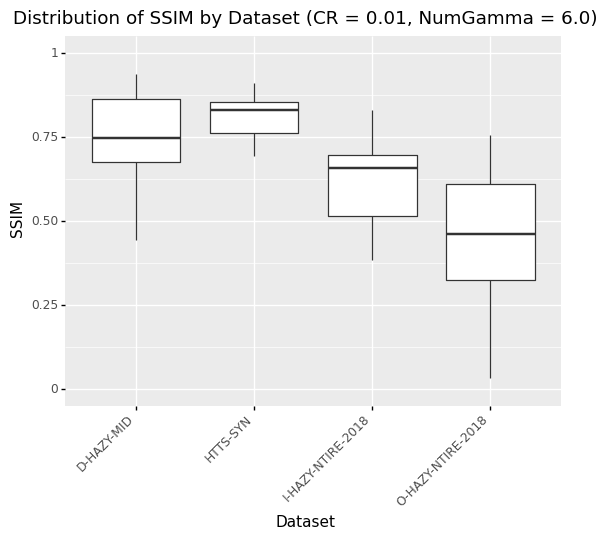 Distribution of SSIM by Dataset (CR = 0.01, NumGamma = 6.0)
1
0.75
0.50
0.25
0
SSIM
D-HAZY-MID
HTTS-SYN
I-HAZY-NTIRE-2018
O-HAZY-NTIRE-2018
Dataset